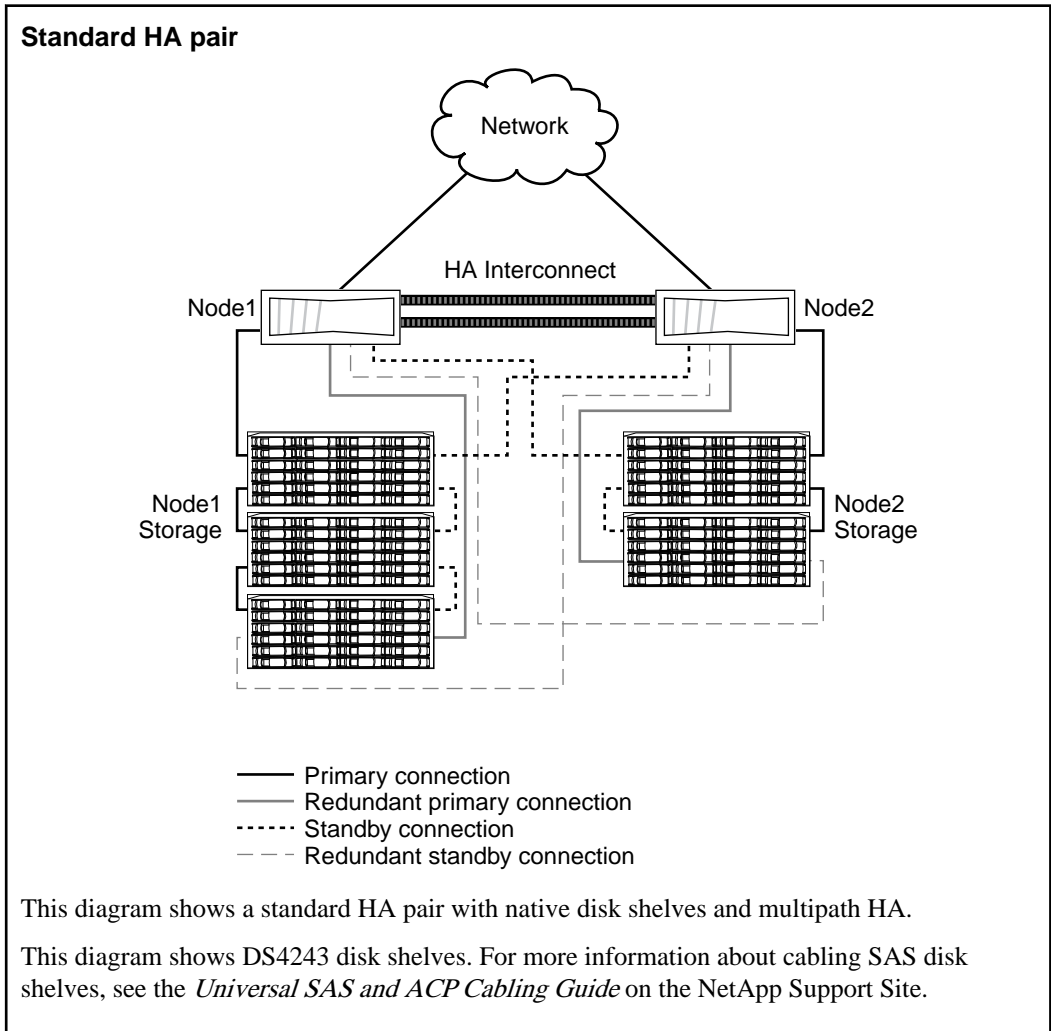 Standard HA pair
Network
HA Interconnect
Node1
Node2
Node1
Storage
Node2
Storage
Primary connection
Redundant primary connection
Standby connection
Redundant standby connection
This diagram shows a standard HA pair with native disk shelves and multipath HA.
This diagram shows DS4243 disk shelves. For more information about cabling SAS disk
shelves, see the Universal SAS and ACP Cabling Guide on the NetApp Support Site.